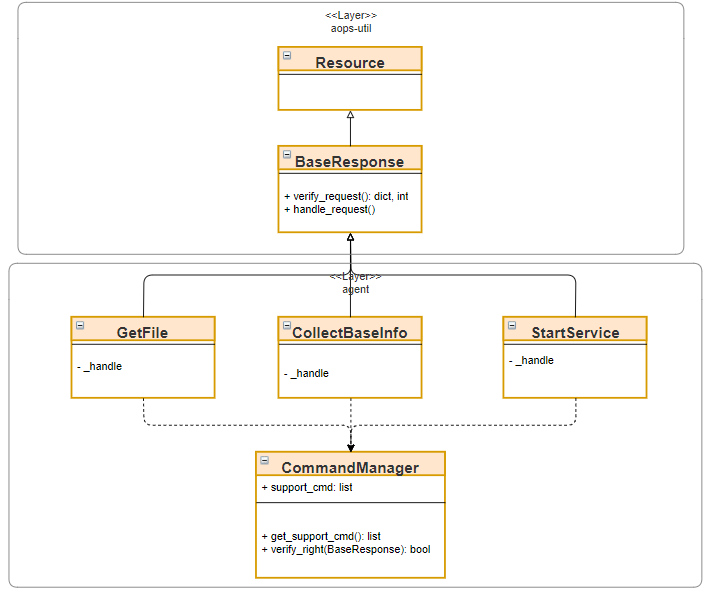 <<Layer>>
aops-util
Resource
BaseResponse
+ verify_request(): dict, int
+ handle_request()
<<Layer>>
agent
GetFile
- _handle
CollectBaseInfo
- _handle
StartService
- _handle
CommandManager
+ support_cmd: list
+ get_support_cmd(): list
+ verify_right(BaseResponse): bool